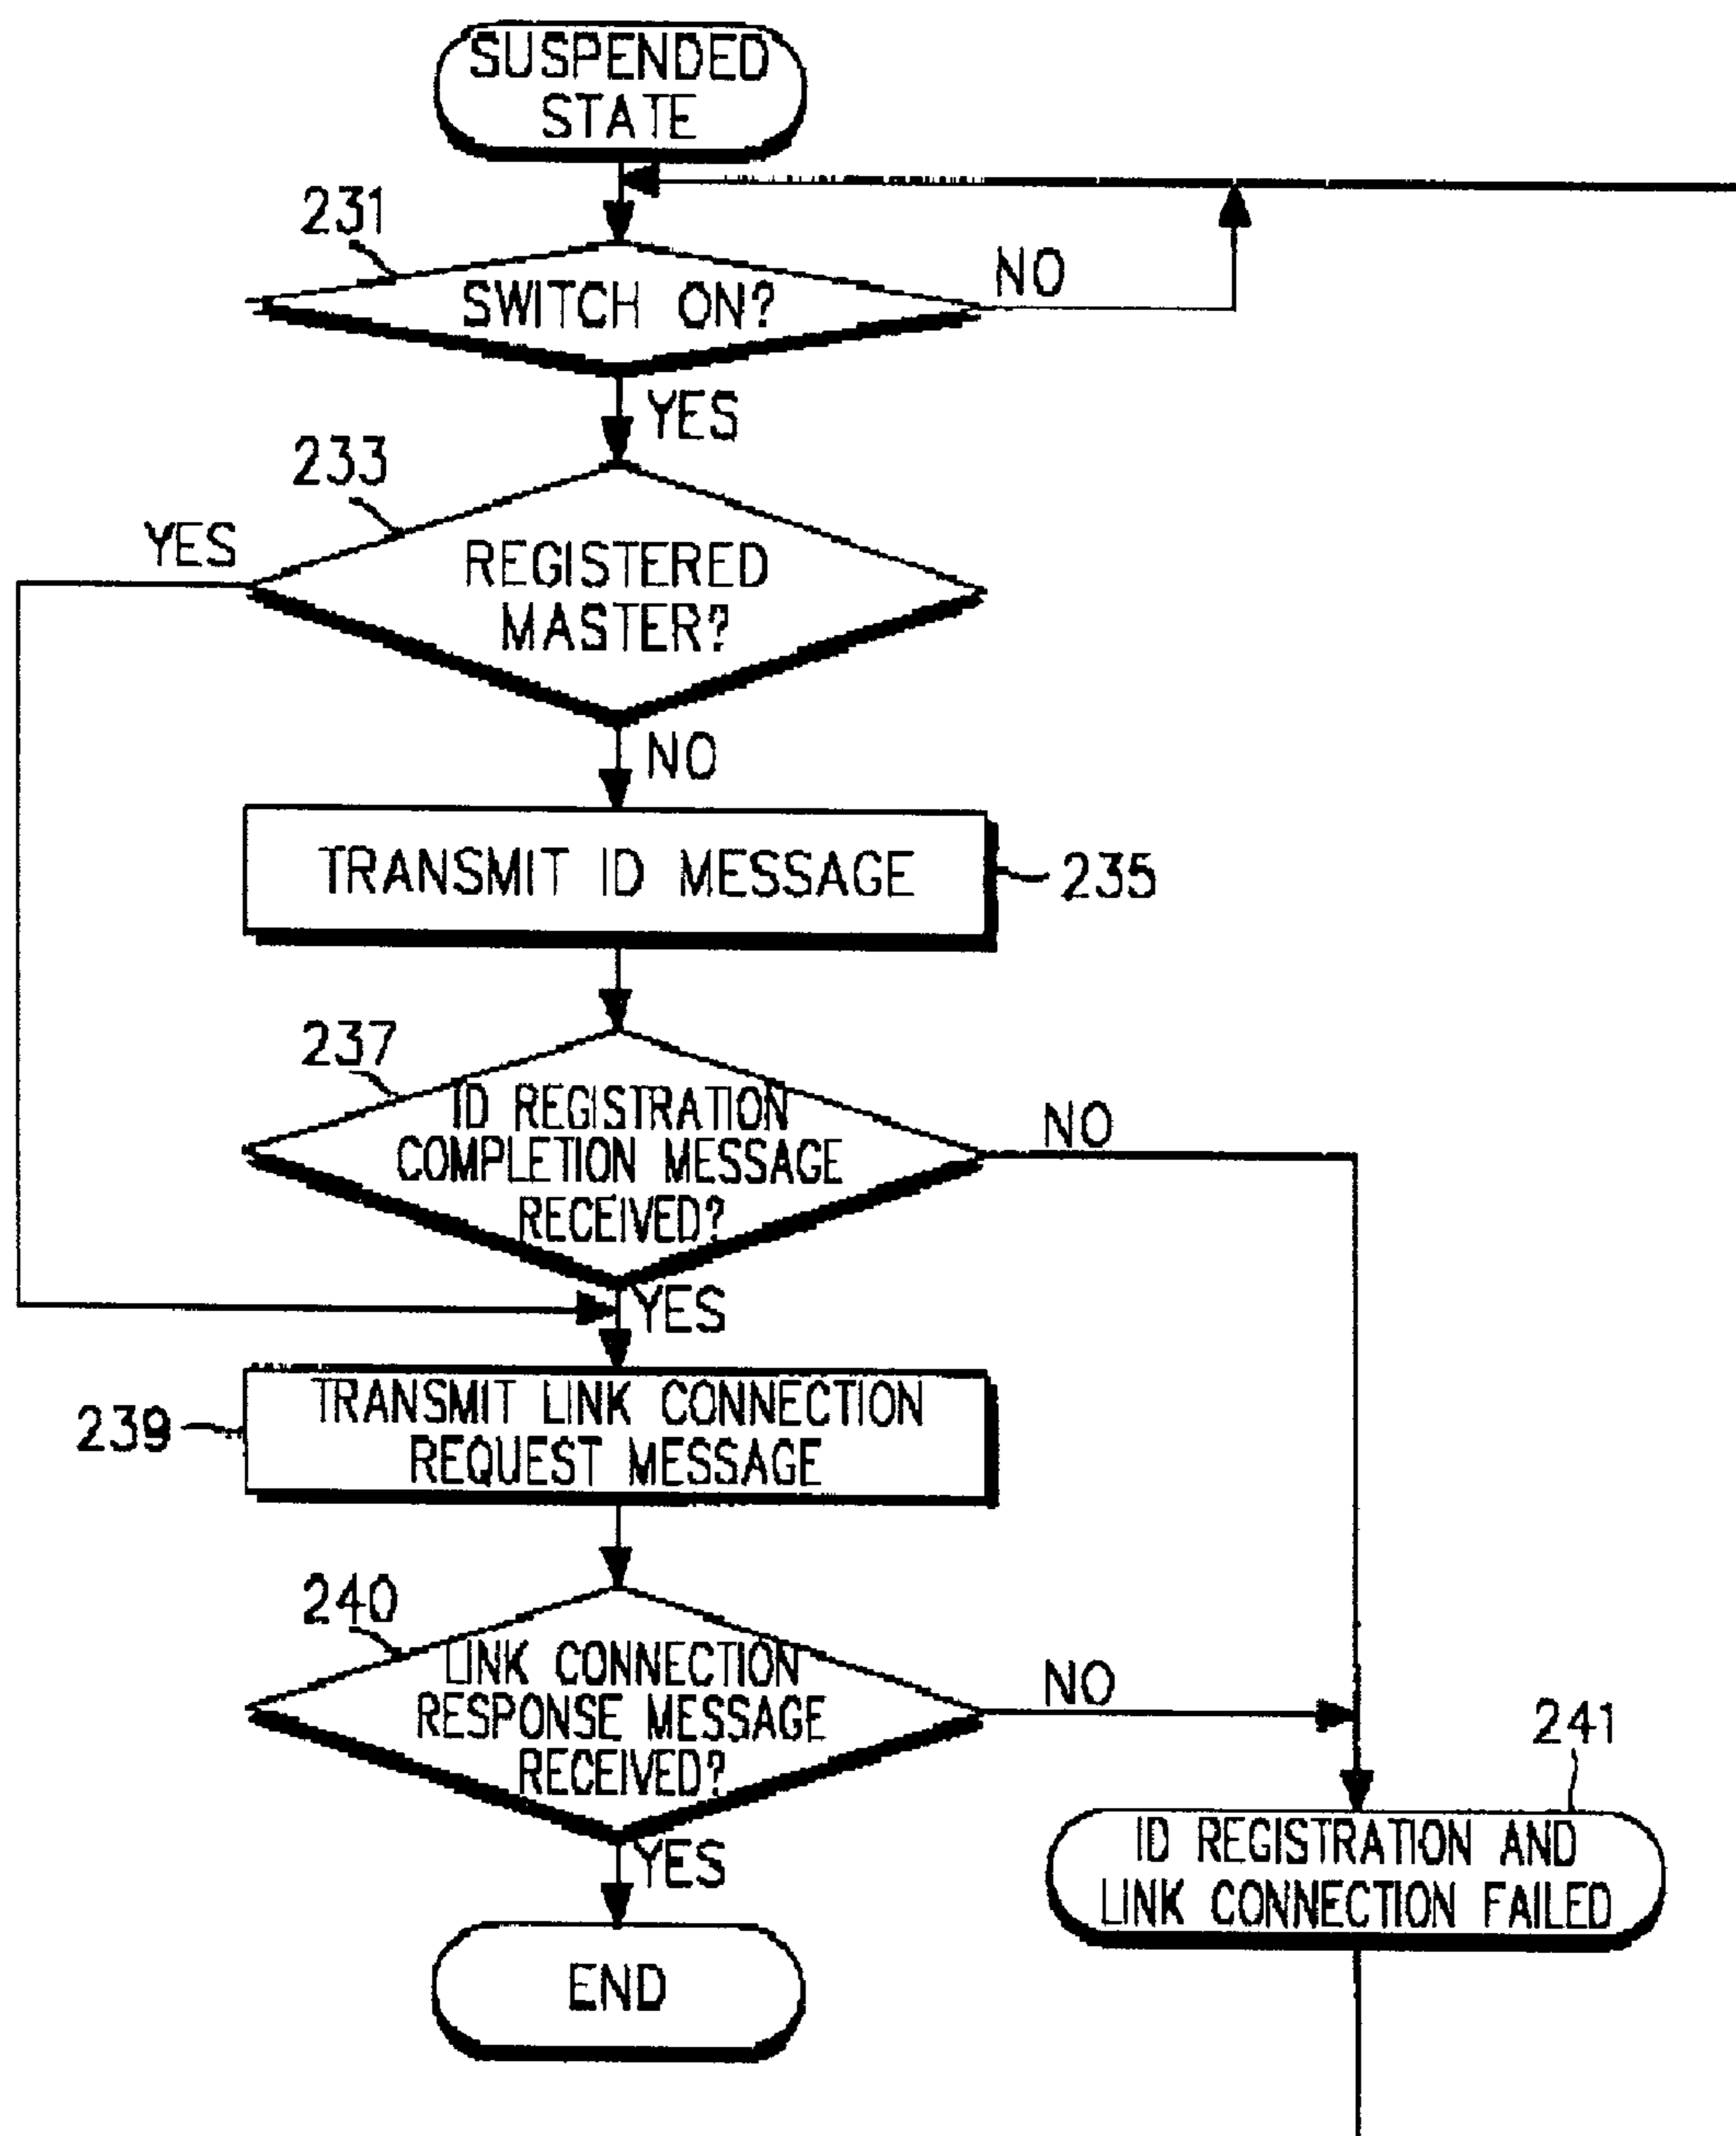 SUSPENDED
STATE
231
SWITCH ON?
NO
YES
233
YES
REGISTERED
MASTER?
NO
TRANSMIT ID MESSAGE
235
237
ID REGISTRATION
COMPLETION MESSAGE
RECEIVED?
NO
YES
239
TRANSMIT LINK CONNECTION
REQUEST MESSAGE
240
LINK CONNECTION
RESPONSE MESSAGE
RECEIVED?
NO
YES
241
ID REGISTRATION AND
LINK CONNECTION FAILED
END